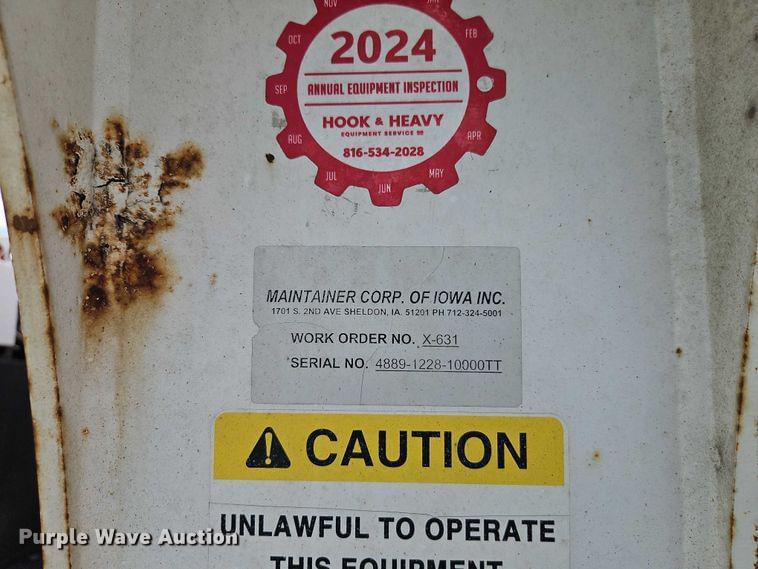 NOV
JAN
OCT
FEB
2024
SEP
ANNUAL EQUIPMENT INSPECTION
HOOK & HEAVY
EQUIPMENT SERVICE
AUG
APR
816-534-2028
JUL
MAY
JUN
MAINTAINER CORP. OF IOWA INC.
1701 S. 2ND AVE SHELDON, IA. 51201 PH 712-324-5001
WORK ORDER NO. X-631
SERIAL NO. 4889-1228-10000TT
CAUTION
UNLAWFUL TO OPERATE
THIS EQUIPMENT
Purple Wave Auction